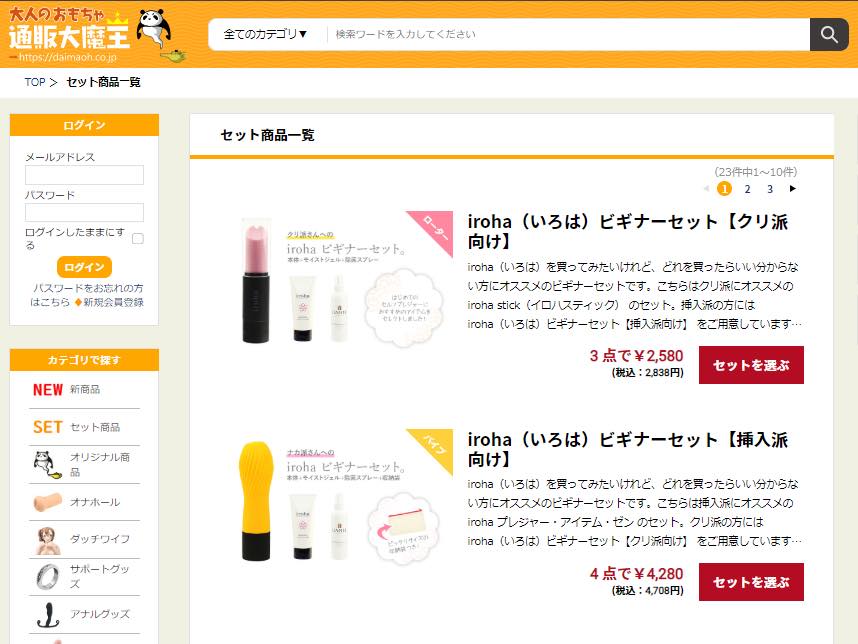 大人のおもちゃ
通販大魔王
https://daimaoh.co.jp
全てのカテゴリ▼
検索ワードを入力してください
TOP > セット商品一覧
ログイン
メールアドレス
パスワード
ログインしたままにす
る
ログイン
パスワードをお忘れの方
はこちら ◆新規会員登録
カテゴリで探す
NEW 新商品
SET セット商品
オリジナル商
品
オナホール
ダッチワイフ
サポートグッ
ズ
アナルグッズ
セット商品一覧
(23件中1～10件)
1 2 3
ローター
クリ派さんへの
iroha ビギナーセット。
本体+モイストジェル+除菌スプレー
はじめての
セルフプレジャーに
おすすめのアイテムを
セレクトしました!
iroha（いろは）ビギナーセット【クリ派
向け】
iroha（いろは）を買ってみたいけれど、どれを買ったらいい分からな
い方にオススメのビギナーセットです。こちらはクリ派にオススメの
iroha stick（イロハスティック） のセット。挿入派の方には
iroha（いろは）ビギナーセット【挿入派向け】 をご用意しています…
3 点で￥2,580
(税込：2,838円)
セットを選ぶ
バイブ
ナカ派さんへの
iroha ビギナーセット。
本体+モイストジェル+除菌スプレー+収納袋
ピッタリサイズの
収納袋つき!
iroha（いろは）ビギナーセット【挿入派
向け】
iroha（いろは）を買ってみたいけれど、どれを買ったらいい分からな
い方にオススメのビギナーセットです。こちらは挿入派にオススメの
iroha プレジャー・アイテム・ゼン のセット。クリ派の方には
iroha（いろは）ビギナーセット【クリ派向け】 をご用意しています…
4 点で￥4,280
(税込：4,708円)
セットを選ぶ